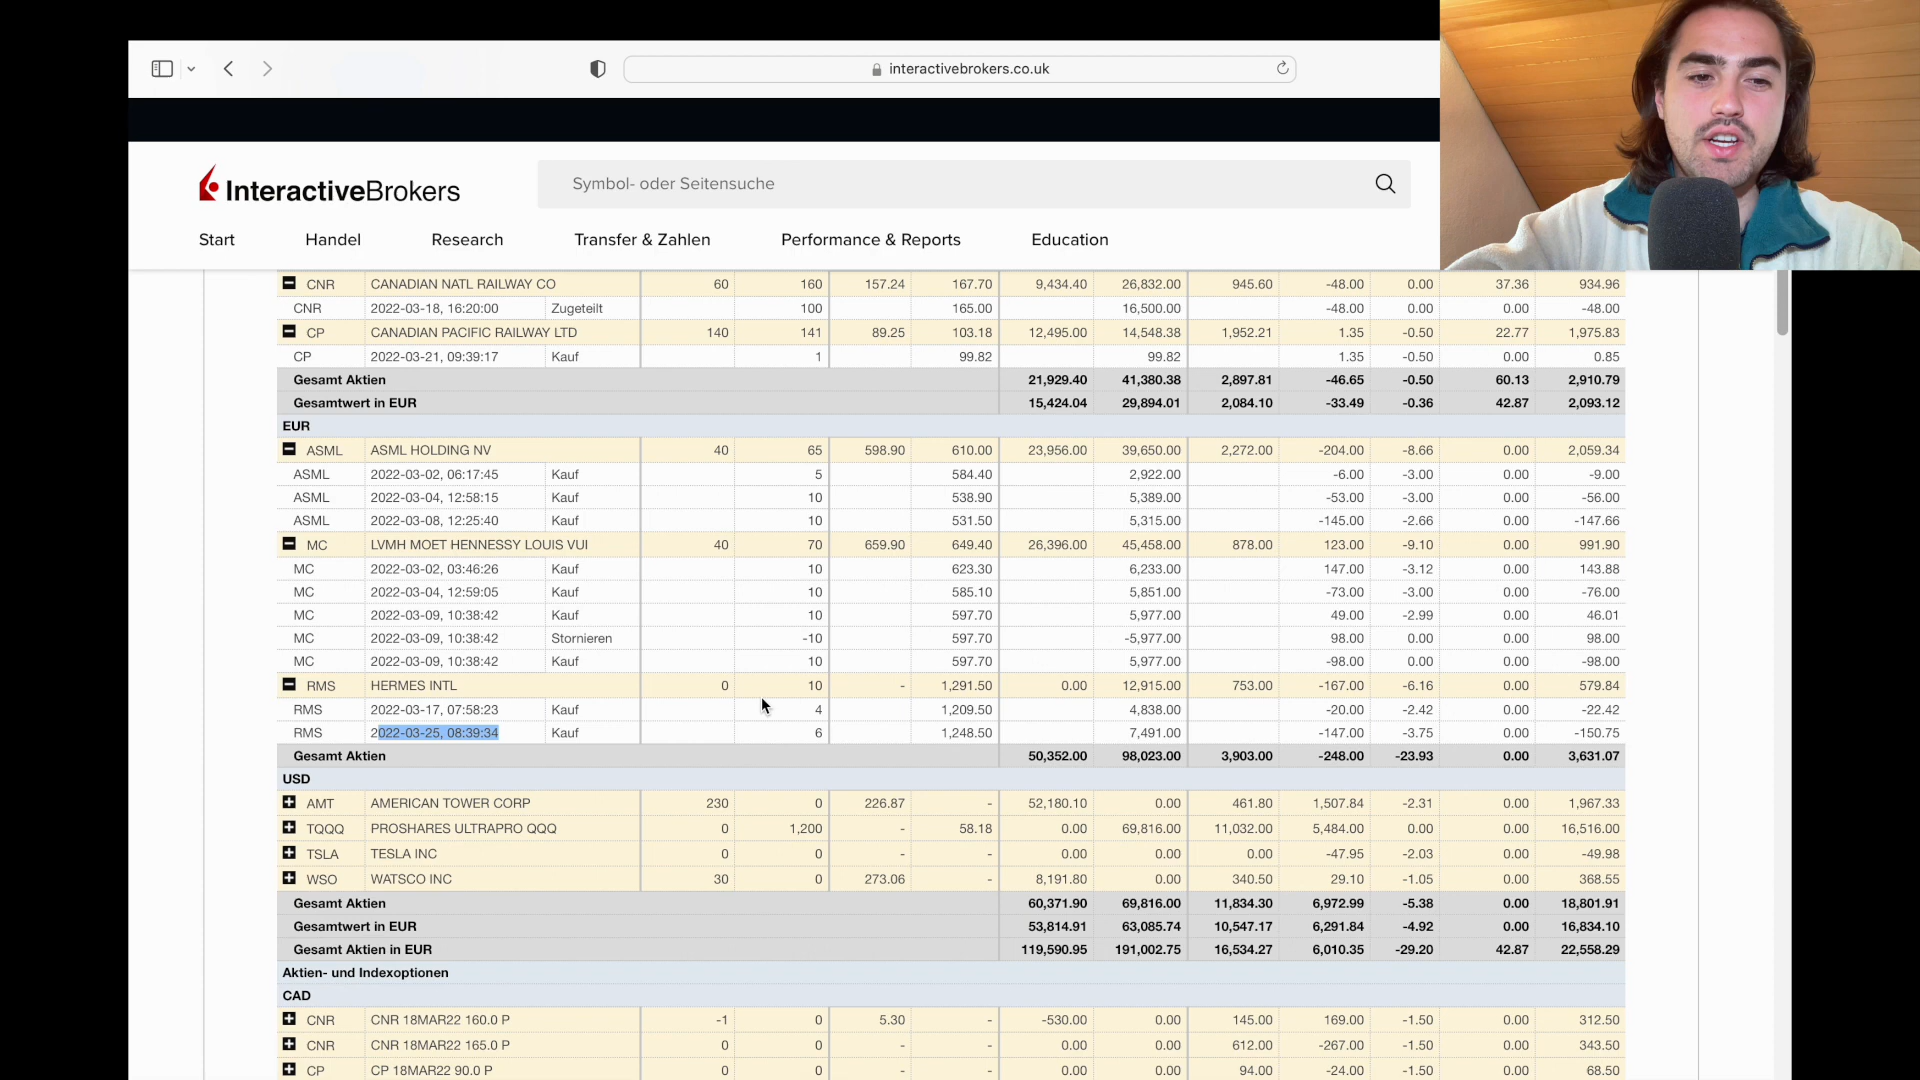 interactivebrokers.co.uk
InteractiveBrokers
Symbol- oder Seitensuche
Start Handel Research Transfer & Zahlen Performance & Reports Education
CNR CANADIAN NATL RAILWAY CO 60 160 157.24 167.70 9,434.40 26,832.00 945.60 -48.00 0.00 37.36 934.96
CNR 2022-03-18, 16:20:00 Zugeteilt 100 165.00 16,500.00 -48.00 0.00 0.00 -48.00
CP CANADIAN PACIFIC RAILWAY LTD 140 141 89.25 103.18 12,495.00 14,548.38 1,952.21 1.35 -0.50 22.77 1,975.83
CP 2022-03-21, 09:39:17 Kauf 1 99.82 99.82 1.35 -0.50 0.00 0.85
Gesamt Aktien 21,929.40 41,380.38 2,897.81 -46.65 -0.50 60.13 2,910.79
Gesamtwert in EUR 15,424.04 29,894.01 2,084.10 -33.49 -0.36 42.87 2,093.12
EUR
ASML ASML HOLDING NV 40 65 598.90 610.00 23,956.00 39,650.00 2,272.00 -204.00 -8.66 0.00 2,059.34
ASML 2022-03-02, 06:17:45 Kauf 5 584.40 2,922.00 -6.00 -3.00 0.00 -9.00
ASML 2022-03-04, 12:58:15 Kauf 10 538.90 5,389.00 -53.00 -3.00 0.00 -56.00
ASML 2022-03-08, 12:25:40 Kauf 10 531.50 5,315.00 -145.00 -2.66 0.00 -147.66
MC LVMH MOET HENNESSY LOUIS VUI 40 70 659.90 649.40 26,396.00 45,458.00 878.00 123.00 -9.10 0.00 991.90
MC 2022-03-02, 03:46:26 Kauf 10 623.30 6,233.00 147.00 -3.12 0.00 143.88
MC 2022-03-04, 12:59:05 Kauf 10 585.10 5,851.00 -73.00 -3.00 0.00 -76.00
MC 2022-03-09, 10:38:42 Kauf 10 597.70 5,977.00 49.00 -2.99 0.00 46.01
MC 2022-03-09, 10:38:42 Stornieren -10 597.70 -5,977.00 98.00 0.00 0.00 98.00
MC 2022-03-09, 10:38:42 Kauf 10 597.70 5,977.00 -98.00 0.00 0.00 -98.00
RMS HERMES INTL 0 10 - 1,291.50 0.00 12,915.00 753.00 -167.00 -6.16 0.00 579.84
RMS 2022-03-17, 07:58:23 Kauf 4 1,209.50 4,838.00 -20.00 -2.42 0.00 -22.42
RMS 2022-03-25, 08:39:34 Kauf 6 1,248.50 7,491.00 -147.00 -3.75 0.00 -150.75
Gesamt Aktien 50,352.00 98,023.00 3,903.00 -248.00 -23.93 0.00 3,631.07
USD
AMT AMERICAN TOWER CORP 230 0 226.87 - 52,180.10 0.00 461.80 1,507.84 -2.31 0.00 1,967.33
TQQQ PROSHARES ULTRAPRO QQQ 0 1,200 - 58.18 0.00 69,816.00 11,032.00 5,484.00 0.00 0.00 16,516.00
TSLA TESLA INC 0 0 - - 0.00 0.00 0.00 -47.95 -2.03 0.00 -49.98
WSO WATSCO INC 30 0 273.06 - 8,191.80 0.00 340.50 29.10 -1.05 0.00 368.55
Gesamt Aktien 60,371.90 69,816.00 11,834.30 6,972.99 -5.38 0.00 18,801.91
Gesamtwert in EUR 53,814.91 63,085.74 10,547.17 6,291.84 -4.92 0.00 16,834.10
Gesamt Aktien in EUR 119,590.95 191,002.75 16,534.27 6,010.35 -29.20 42.87 22,558.29
Aktien- und Indexoptionen
CAD
CNR CNR 18MAR22 160.0 P -1 0 5.30 - -530.00 0.00 145.00 169.00 -1.50 0.00 312.50
CNR CNR 18MAR22 165.0 P 0 0 - - 0.00 0.00 612.00 -267.00 -1.50 0.00 343.50
CP CP 18MAR22 90.0 P 0 0 - - 0.00 0.00 94.00 -24.00 -1.50 0.00 68.50